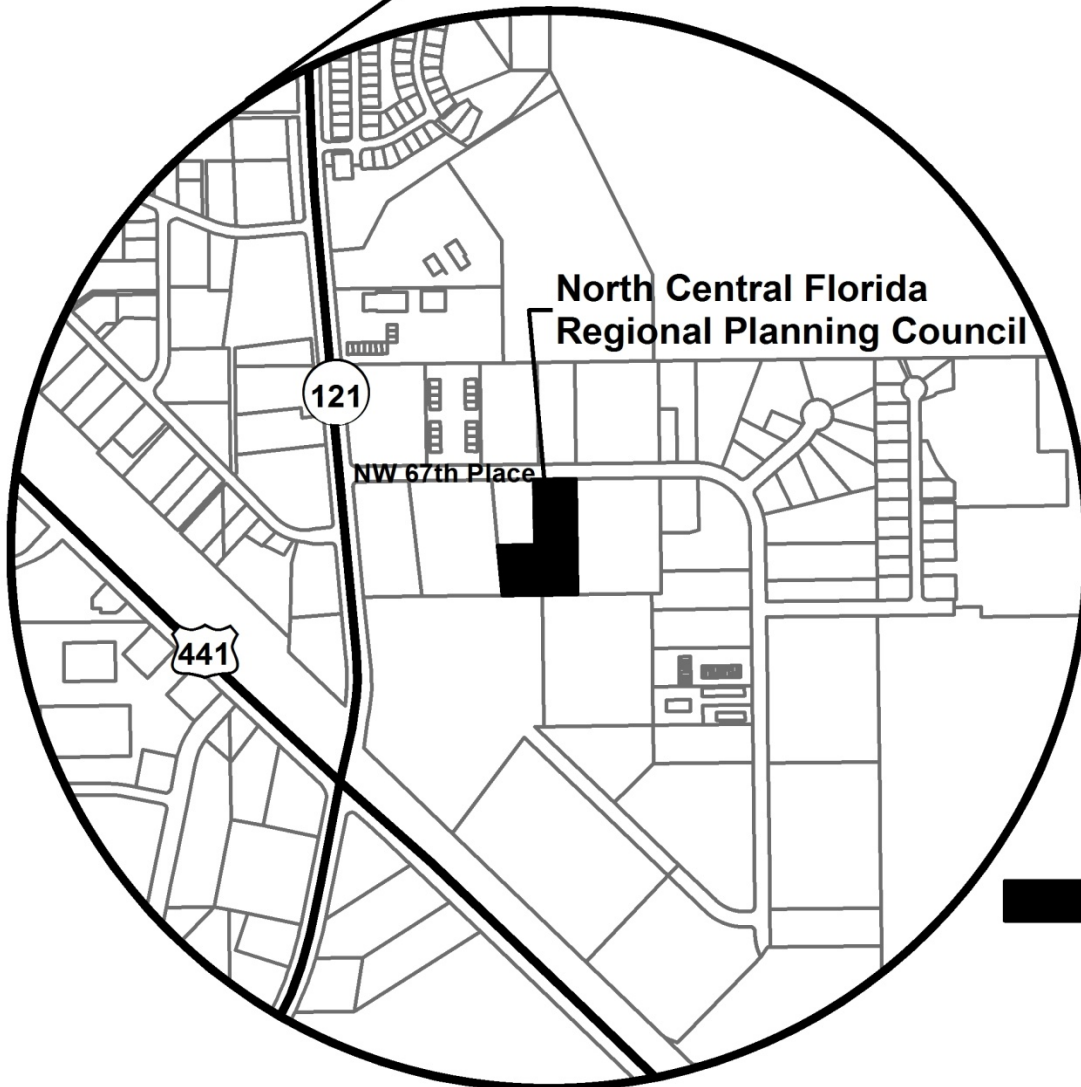 North Central Florida
Regional Planning Council
121
NW 67th Place
441